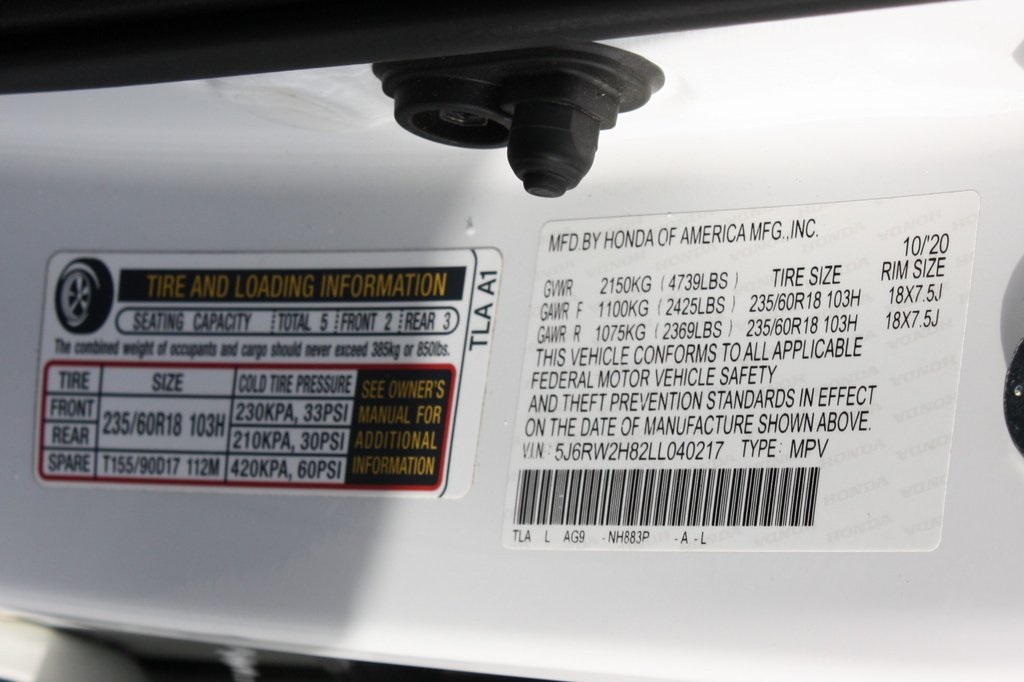 TIRE AND LOADING INFORMATION
SEATING CAPACITY TOTAL 5 FRONT 2 REAR 3
The combined weight of occupants and cargo should never exceed 385kg or 850lbs.
TIRE SIZE COLD TIRE PRESSURE
FRONT 235/60R18 103H 230KPA, 33PSI
REAR 210KPA, 30PSI
SPARE T155/90D17 112M 420KPA, 60PSI
SEE OWNER'S
MANUAL FOR
ADDITIONAL
INFORMATION
TLA A1
MFD BY HONDA OF AMERICA MFG.,INC.
10/'20
GVWR 2150KG (4739LBS) TIRE SIZE RIM SIZE
GAWR F 1100KG (2425LBS) 235/60R18 103H 18X7.5J
GAWR R 1075KG (2369LBS) 235/60R18 103H 18X7.5J
THIS VEHICLE CONFORMS TO ALL APPLICABLE
FEDERAL MOTOR VEHICLE SAFETY
AND THEFT PREVENTION STANDARDS IN EFFECT
ON THE DATE OF MANUFACTURE SHOWN ABOVE.
V.I.N.: 5J6RW2H82LL040217 TYPE: MPV
TLA L AG9 -NH883P -A-L